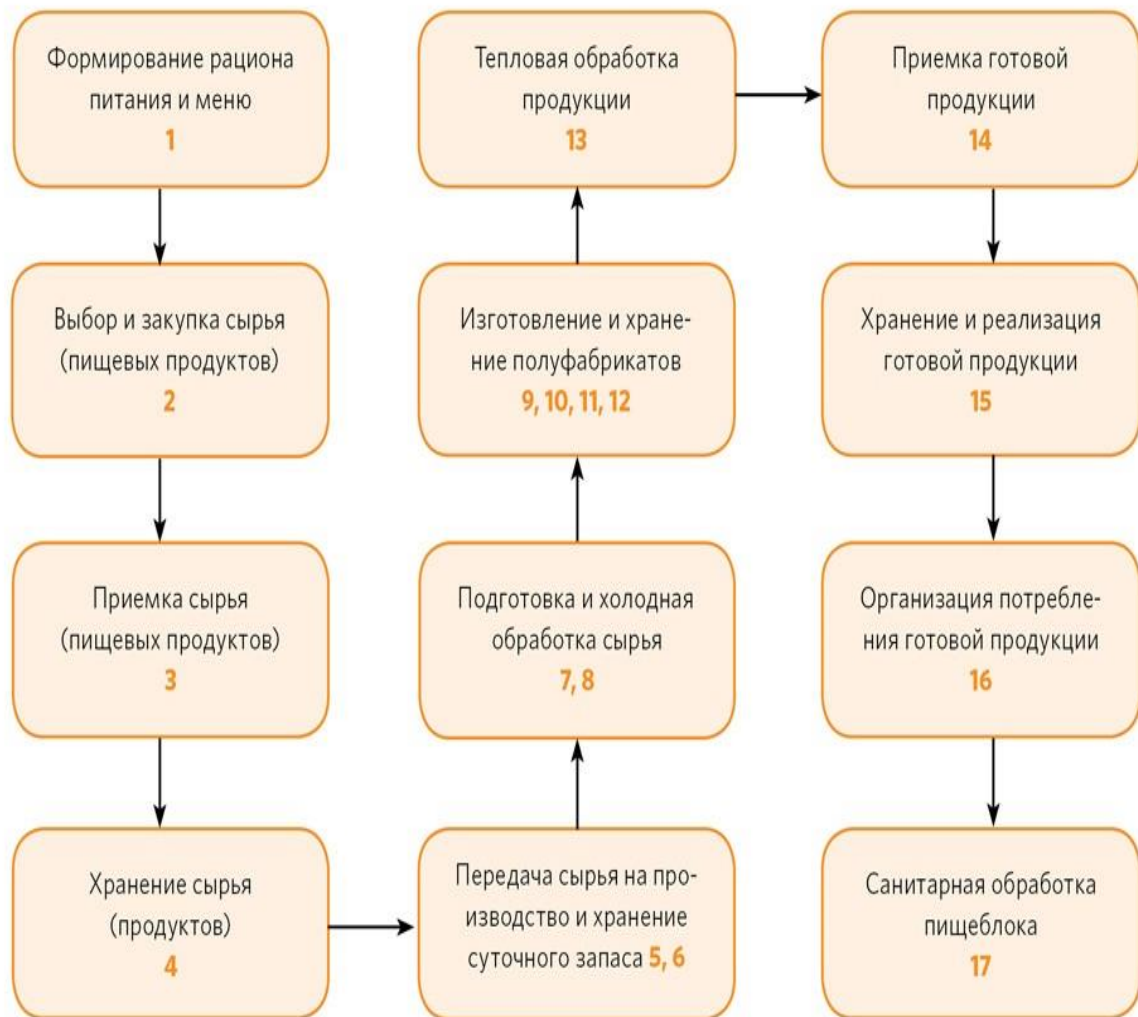 Формирование рациона
питания и меню
1
Выбор и закупка сырья
(пищевых продуктов)
2
Приемка сырья
(пищевых продуктов)
3
Хранение сырья
(продуктов)
4
Передача сырья на про-
изводство и хранение
суточного запаса 5, 6
Подготовка и холодная
обработка сырья
7, 8
Изготовление и хране-
ние полуфабрикатов
9, 10, 11, 12
Тепловая обработка
продукции
13
Приемка готовой
продукции
14
Хранение и реализация
готовой продукции
15
Организация потребле-
ния готовой продукции
16
Санитарная обработка
пищеблока
17